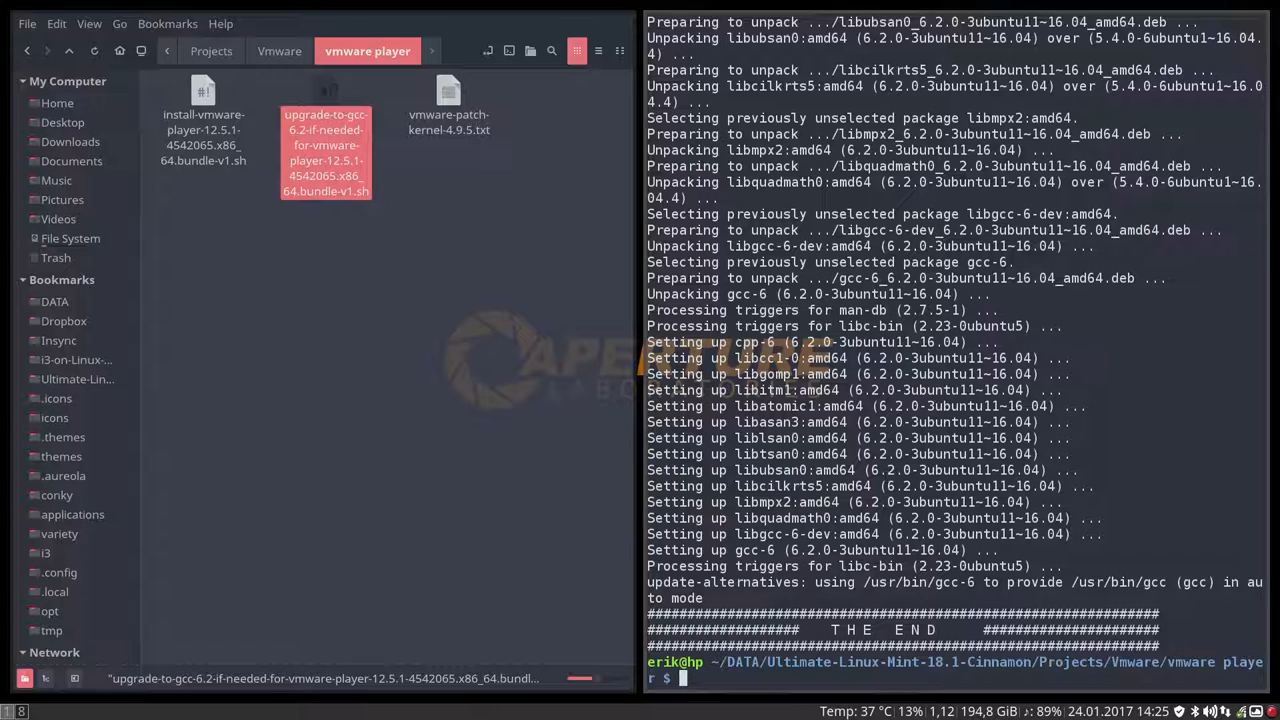 File Edit View Go Bookmarks Help
Projects Vmware vmware player
My Computer
Home
Desktop
Downloads
Documents
Music
Pictures
Videos
File System
Trash
Bookmarks
DATA
Dropbox
Insync
i3-on-Linux-...
Ultimate-Lin...
.icons
icons
.themes
themes
.aureola
conky
applications
variety
i3
.config
.local
opt
tmp
Network
install-vmware-
player-12.5.1-
4542065.x86_
64.bundle-v1.sh
upgrade-to-gcc-
6.2-if-needed-
for-vmware-
player-12.5.1-
4542065.x86_
64.bundle-v1.sh
vmware-patch-
kernel-4.9.5.txt
"upgrade-to-gcc-6.2-if-needed-for-vmware-player-12.5.1-4542065.x86_64.bundl...
APERTURE
LABORATORIES
Preparing to unpack .../libubsan0_6.2.0-3ubuntu11~16.04_amd64.deb ...
Unpacking libubsan0:amd64 (6.2.0-3ubuntu11~16.04) over (5.4.0-6ubuntu1~16.04.
4) ...
Preparing to unpack .../libcilkrts5_6.2.0-3ubuntu11~16.04_amd64.deb ...
Unpacking libcilkrts5:amd64 (6.2.0-3ubuntu11~16.04) over (5.4.0-6ubuntu1~16.0
4.4) ...
Selecting previously unselected package libmpx2:amd64.
Preparing to unpack .../libmpx2_6.2.0-3ubuntu11~16.04_amd64.deb ...
Unpacking libmpx2:amd64 (6.2.0-3ubuntu11~16.04) ...
Preparing to unpack .../libquadmath0_6.2.0-3ubuntu11~16.04_amd64.deb ...
Unpacking libquadmath0:amd64 (6.2.0-3ubuntu11~16.04) over (5.4.0-6ubuntu1~16.
04.4) ...
Selecting previously unselected package libgcc-6-dev:amd64.
Preparing to unpack .../libgcc-6-dev_6.2.0-3ubuntu11~16.04_amd64.deb ...
Unpacking libgcc-6-dev:amd64 (6.2.0-3ubuntu11~16.04) ...
Selecting previously unselected package gcc-6.
Preparing to unpack .../gcc-6_6.2.0-3ubuntu11~16.04_amd64.deb ...
Unpacking gcc-6 (6.2.0-3ubuntu11~16.04) ...
Processing triggers for man-db (2.7.5-1) ...
Processing triggers for libc-bin (2.23-0ubuntu5) ...
Setting up cpp-6 (6.2.0-3ubuntu11~16.04) ...
Setting up libcc1-0:amd64 (6.2.0-3ubuntu11~16.04) ...
Setting up libgomp1:amd64 (6.2.0-3ubuntu11~16.04) ...
Setting up libitm1:amd64 (6.2.0-3ubuntu11~16.04) ...
Setting up libatomic1:amd64 (6.2.0-3ubuntu11~16.04) ...
Setting up libasan3:amd64 (6.2.0-3ubuntu11~16.04) ...
Setting up liblsan0:amd64 (6.2.0-3ubuntu11~16.04) ...
Setting up libtsan0:amd64 (6.2.0-3ubuntu11~16.04) ...
Setting up libubsan0:amd64 (6.2.0-3ubuntu11~16.04) ...
Setting up libcilkrts5:amd64 (6.2.0-3ubuntu11~16.04) ...
Setting up libmpx2:amd64 (6.2.0-3ubuntu11~16.04) ...
Setting up libquadmath0:amd64 (6.2.0-3ubuntu11~16.04) ...
Setting up libgcc-6-dev:amd64 (6.2.0-3ubuntu11~16.04) ...
Setting up gcc-6 (6.2.0-3ubuntu11~16.04) ...
Processing triggers for libc-bin (2.23-0ubuntu5) ...
update-alternatives: using /usr/bin/gcc-6 to provide /usr/bin/gcc (gcc) in au
to mode
################################################################
################### T H E   E N D ######################
################################################################
erik@hp ~/DATA/Ultimate-Linux-Mint-18.1-Cinnamon/Projects/Vmware/vmware playe
r $
1 8
Temp: 37 °C | 13% | 1,12 | 194,8 GiB | ♪: 89% | 24.01.2017 14:25